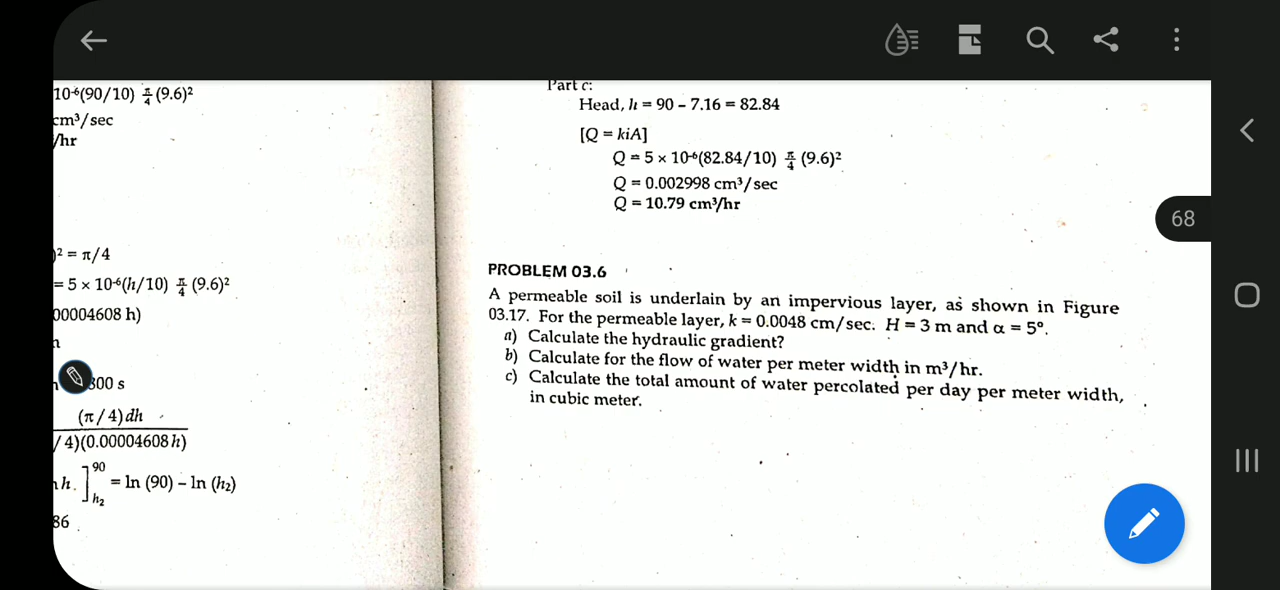 10⁻⁶(90/10) π/4 (9.6)²
cm³/sec
/hr
)² = π/4
= 5 × 10⁻⁶(h/10) π/4 (9.6)²
00004608 h)
800 s
(π/4)dh
/4)(0.00004608 h)
h. ]⁹⁰ₕ₂ = ln (90) – ln (h₂)
86
Part c:
Head, h = 90 – 7.16 = 82.84
[Q = kiA]
Q = 5 × 10⁻⁶(82.84/10) π/4 (9.6)²
Q = 0.002998 cm³/sec
Q = 10.79 cm³/hr
68
PROBLEM 03.6
A permeable soil is underlain by an impervious layer, as shown in Figure
03.17. For the permeable layer, k = 0.0048 cm/sec. H = 3 m and α = 5°.
a) Calculate the hydraulic gradient?
b) Calculate for the flow of water per meter width in m³/hr.
c) Calculate the total amount of water percolated per day per meter width,
in cubic meter.